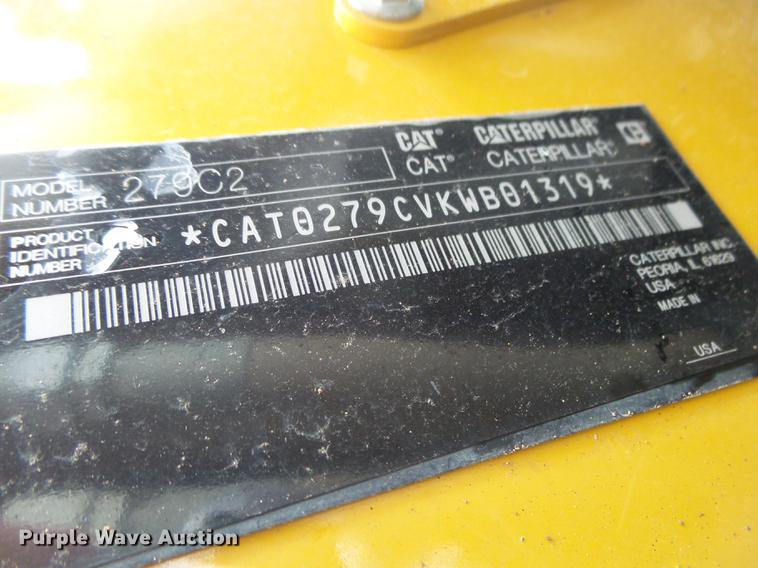 CAT CATERPILLAR
CAT® CATERPILLAR®
MODEL NUMBER 279C2
PRODUCT IDENTIFICATION NUMBER *CAT0279CVKWB01319*
CATERPILLAR INC.
PEORIA, IL 61629
USA
MADE IN
USA
Purple Wave Auction